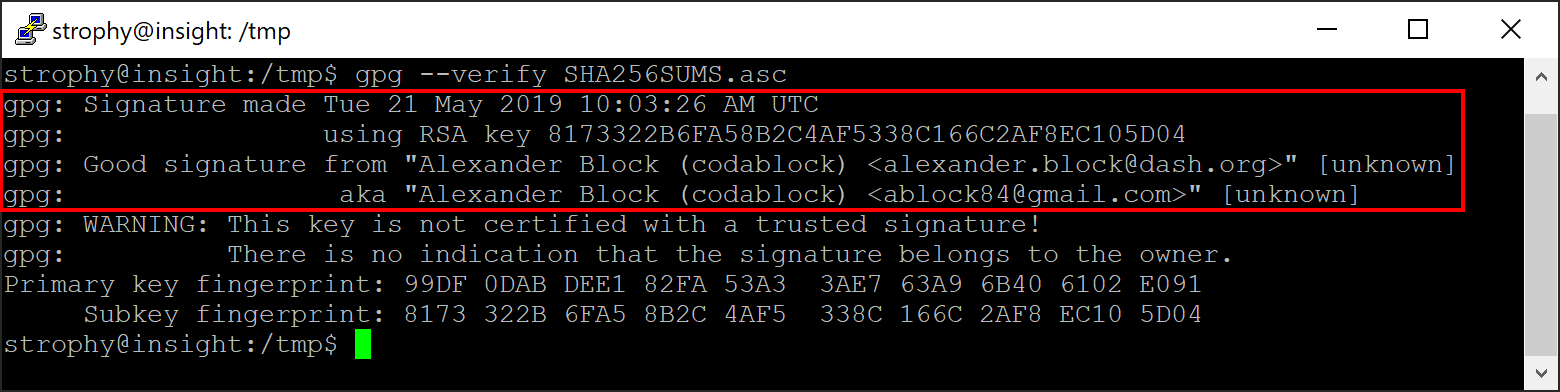 strophy@insight: /tmp
strophy@insight:/tmp$ gpg --verify SHA256SUMS.asc
gpg: Signature made Tue 21 May 2019 10:03:26 AM UTC
gpg:                using RSA key 8173322B6FA58B2C4AF5338C166C2AF8EC105D04
gpg: Good signature from "Alexander Block (codablock) <alexander.block@dash.org>" [unknown]
gpg:                 aka "Alexander Block (codablock) <ablock84@gmail.com>" [unknown]
gpg: WARNING: This key is not certified with a trusted signature!
gpg:          There is no indication that the signature belongs to the owner.
Primary key fingerprint: 99DF 0DAB DEE1 82FA 53A3  3AE7 63A9 6B40 6102 E091
     Subkey fingerprint: 8173 322B 6FA5 8B2C 4AF5  338C 166C 2AF8 EC10 5D04
strophy@insight:/tmp$